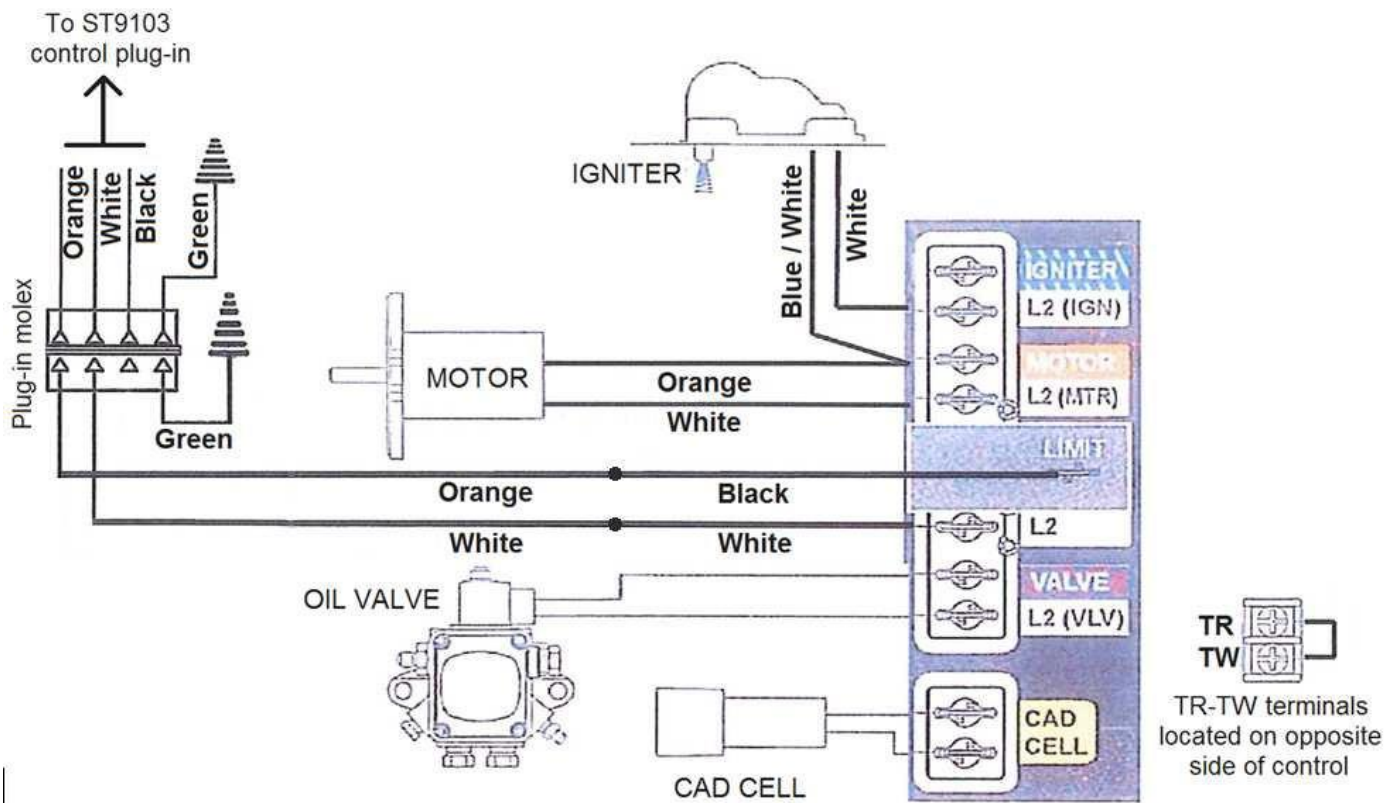 To ST9103
control plug-in
Orange
White
Black
Green
Plug-in molex
Green
IGNITER
Blue / White
White
IGNITER
L2 (IGN)
MOTOR
L2 (MTR)
MOTOR
Orange
White
LIMIT
Orange
Black
L2
White
White
OIL VALVE
VALVE
L2 (VLV)
TR
TW
TR-TW terminals
located on opposite
side of control
CAD
CELL
CAD CELL